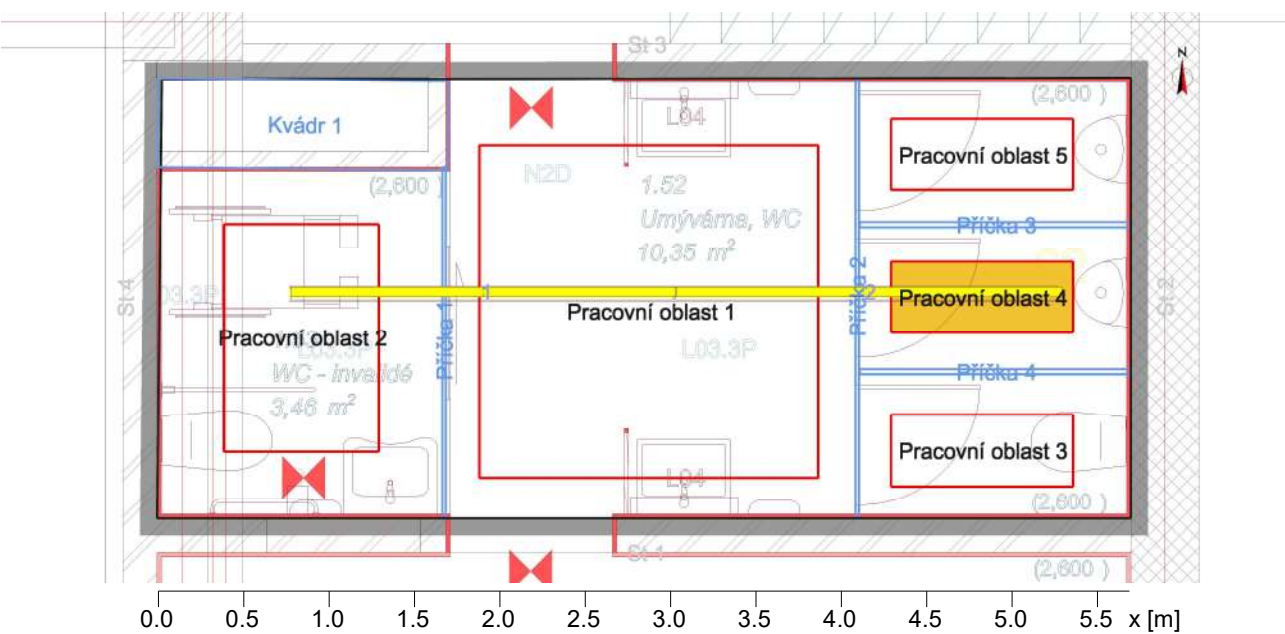 N
St 3
(2,600 )
Kvádr 1
L04
Pracovní oblast 5
N2D
(2,600
1.52
Umývárna, WC
10,35 m²
Příčka 3
St 4
St 2
03.3P
1
2
Pracovní oblast 4
Pracovní oblast 1
Příčka 1
Příčka 2
Pracovní oblast 2
L03.3P
L03.3P
WC - invalidé
3,46 m²
Příčka 4
Pracovní oblast 3
L04
(2,600 )
St 1
(2,600 )
0.0 0.5 1.0 1.5 2.0 2.5 3.0 3.5 4.0 4.5 5.0 5.5 x [m]